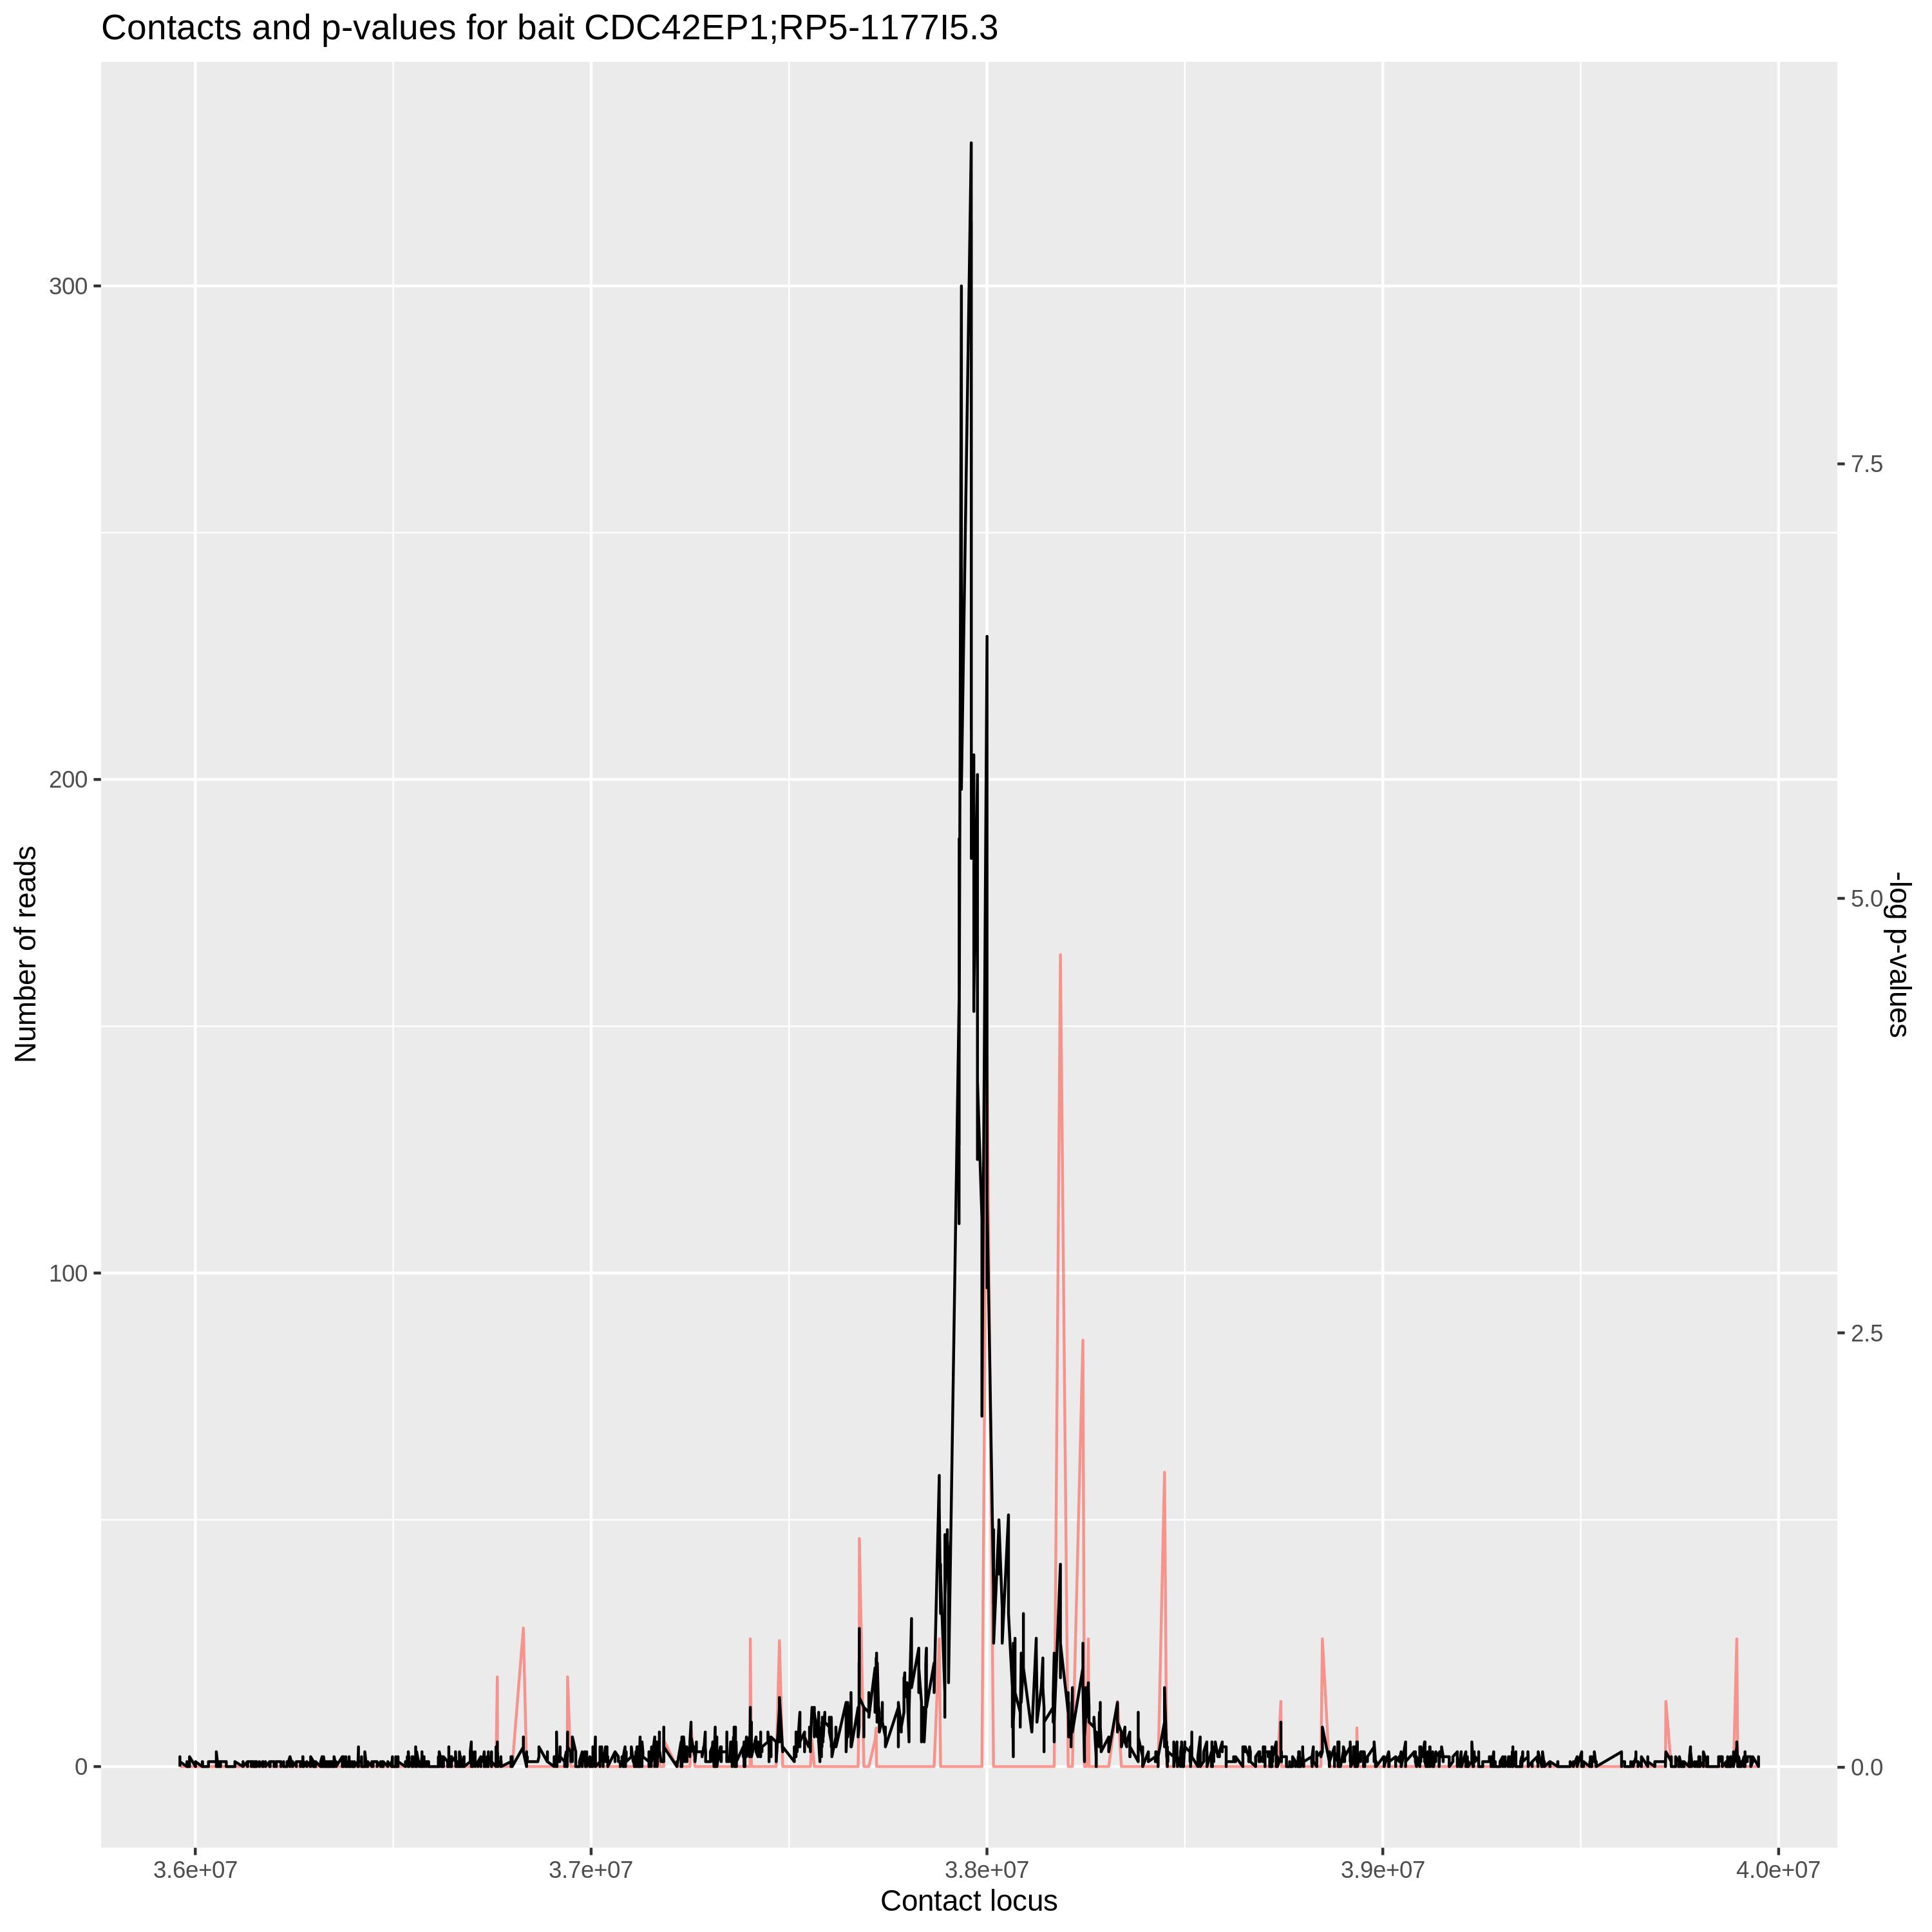 Contacts and p-values for bait CDC42EP1;RP5-1177I5.3
Number of reads
300
200
100
0
7.5
5.0
2.5
0.0
-log p-values
3.6e+07 3.7e+07 3.8e+07 3.9e+07 4.0e+07
Contact locus